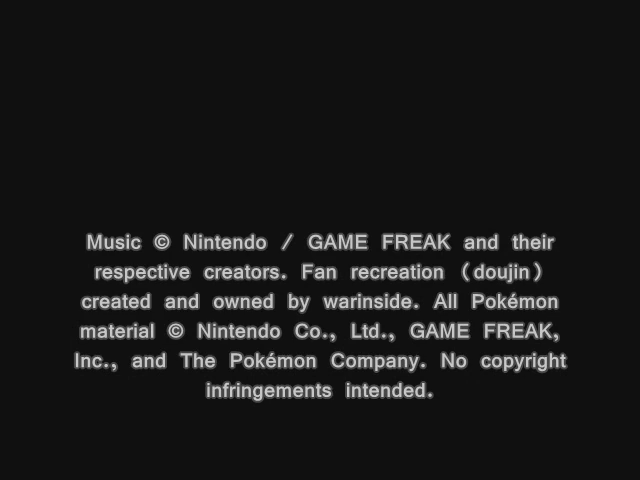 Music © Nintendo / GAME FREAK and their
respective creators. Fan recreation (doujin)
created and owned by warinside. All Pokémon
material © Nintendo Co., Ltd., GAME FREAK,
Inc., and The Pokémon Company. No copyright
infringements intended.